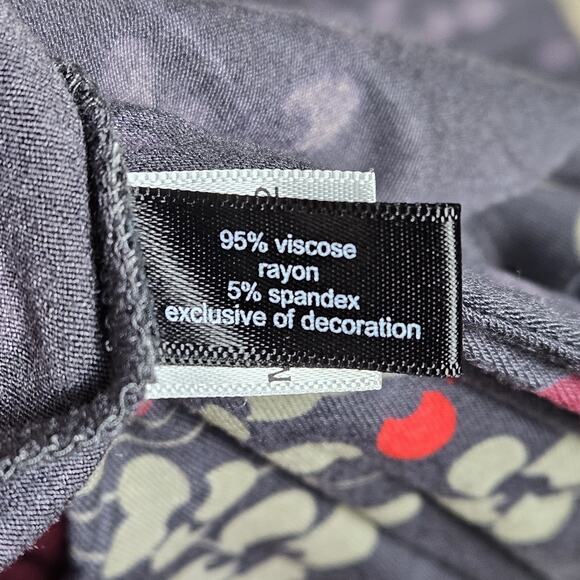 95% viscose
rayon
5% spandex
exclusive of decoration